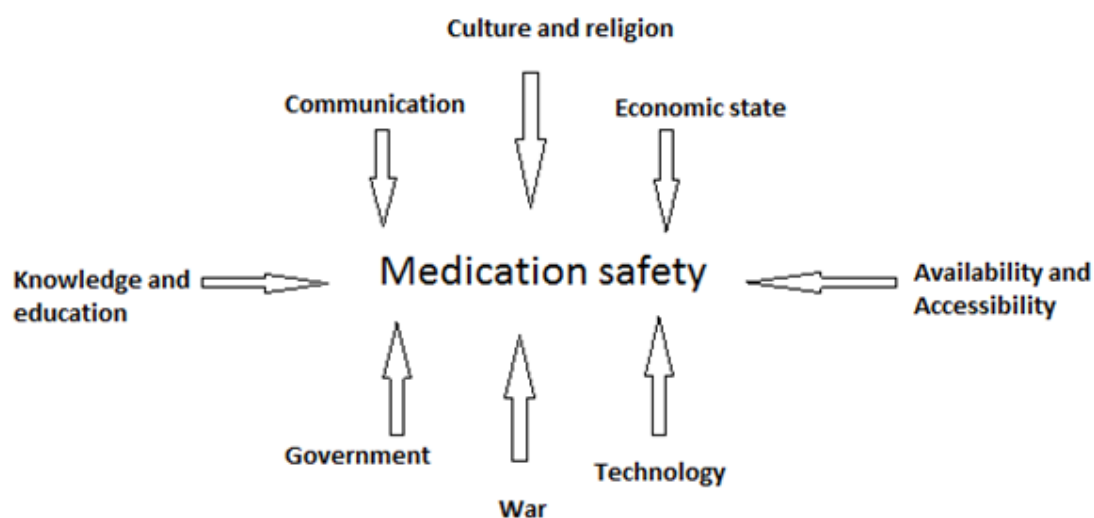 Culture and religion
Communication
Economic state
Knowledge and
education
Medication safety
Availability and
Accessibility
Government
War
Technology